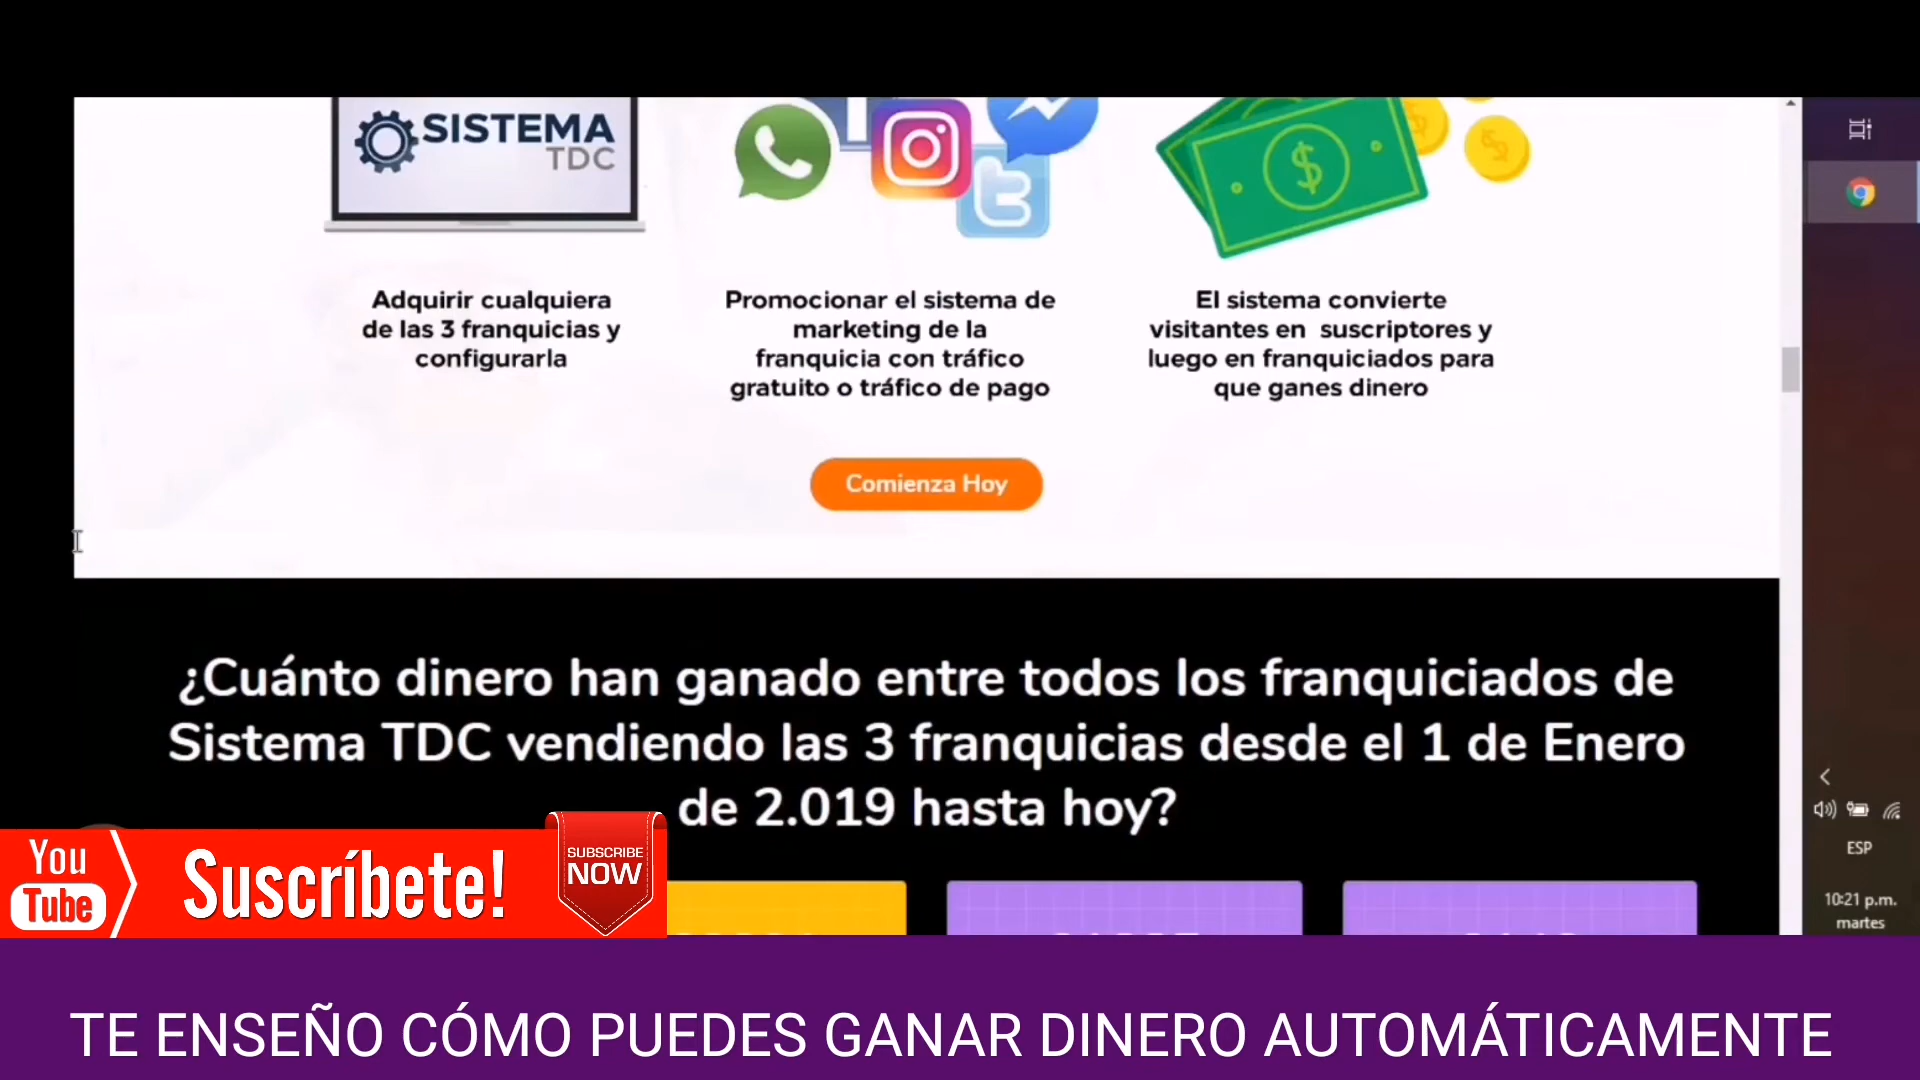 SISTEMA
TDC
Adquirir cualquiera
de las 3 franquicias y
configurarla
Promocionar el sistema de
marketing de la
franquicia con tráfico
gratuito o tráfico de pago
El sistema convierte
visitantes en suscriptores y
luego en franquiciados para
que ganes dinero
Comienza Hoy
¿Cuánto dinero han ganado entre todos los franquiciados de
Sistema TDC vendiendo las 3 franquicias desde el 1 de Enero
de 2.019 hasta hoy?
You
Tube
Suscríbete!
SUBSCRIBE
NOW
ESP
10:21 p.m.
martes
TE ENSEÑO CÓMO PUEDES GANAR DINERO AUTOMÁTICAMENTE